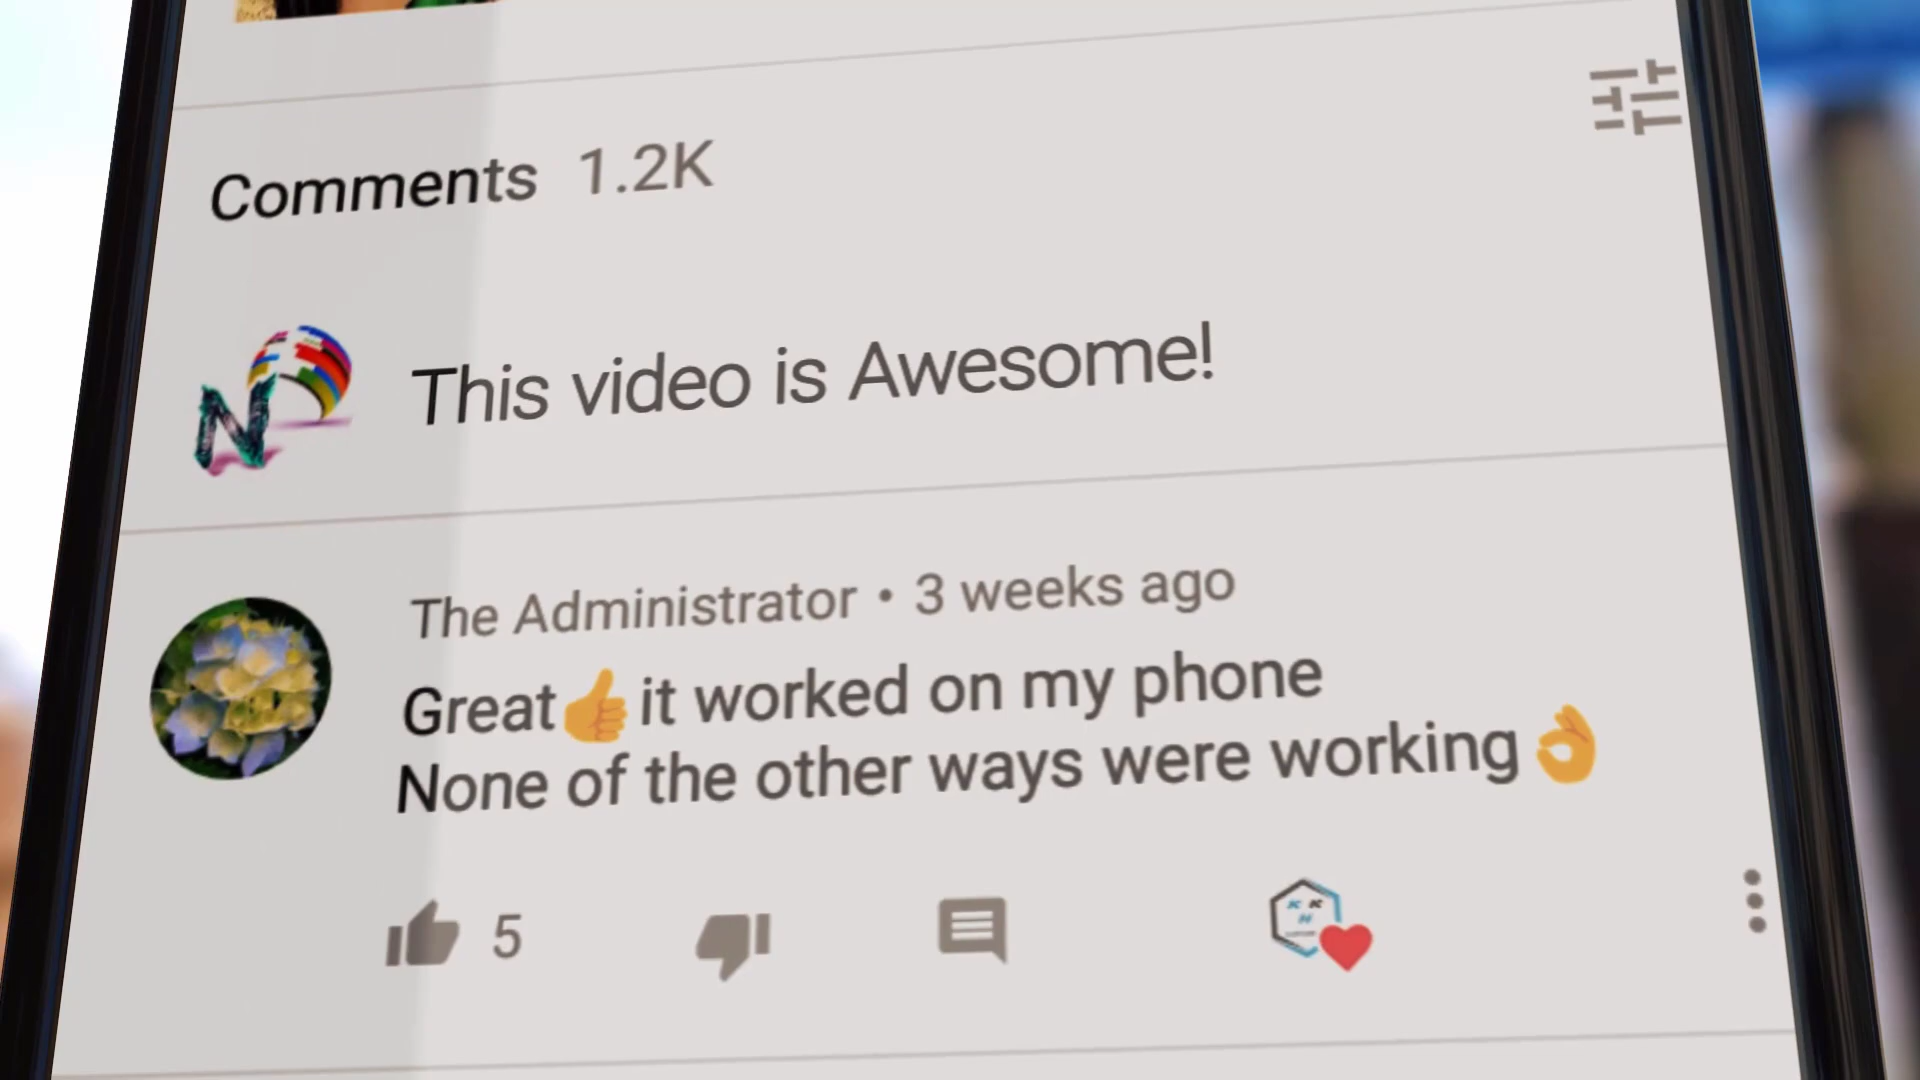 Comments 1.2K
This video is Awesome!
The Administrator • 3 weeks ago
Great👍it worked on my phone
None of the other ways were working👌
5